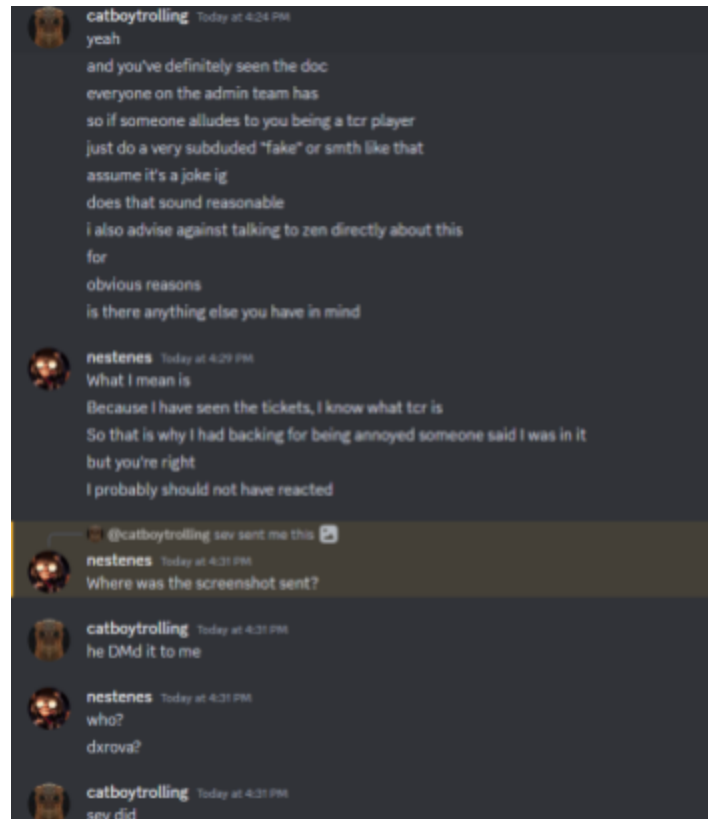 catboytrolling Today at 4:24 PM
yeah
and you've definitely seen the doc
everyone on the admin team has
so if someone alludes to you being a tcr player
just do a very subduded "fake" or smth like that
assume it's a joke ig
does that sound reasonable
i also advise against talking to zen directly about this
for
obvious reasons
is there anything else you have in mind
nestenes Today at 4:29 PM
What I mean is
Because I have seen the tickets, I know what tcr is
So that is why I had backing for being annoyed someone said I was in it
but you're right
I probably should not have reacted
@catboytrolling sev sent me this
nestenes Today at 4:31 PM
Where was the screenshot sent?
catboytrolling Today at 4:31 PM
he DMd it to me
nestenes Today at 4:31 PM
who?
dxrova?
catboytrolling Today at 4:31 PM
sev did